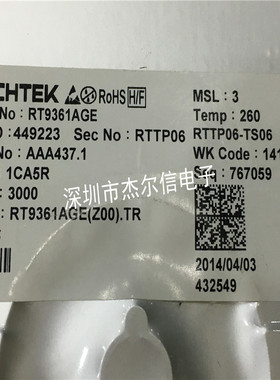 CHTEK RoHS H/F MSL : 3
No : RT9361AGE Temp : 260
: 449223 Sec No : RTTP06 RTTP06-TS06
No : AAA437.1 WK Code : 141
1CA5R : 767059
: 3000
深圳市杰尔信电子
: RT9361AGE(Z00).TR
2014/04/03
432549